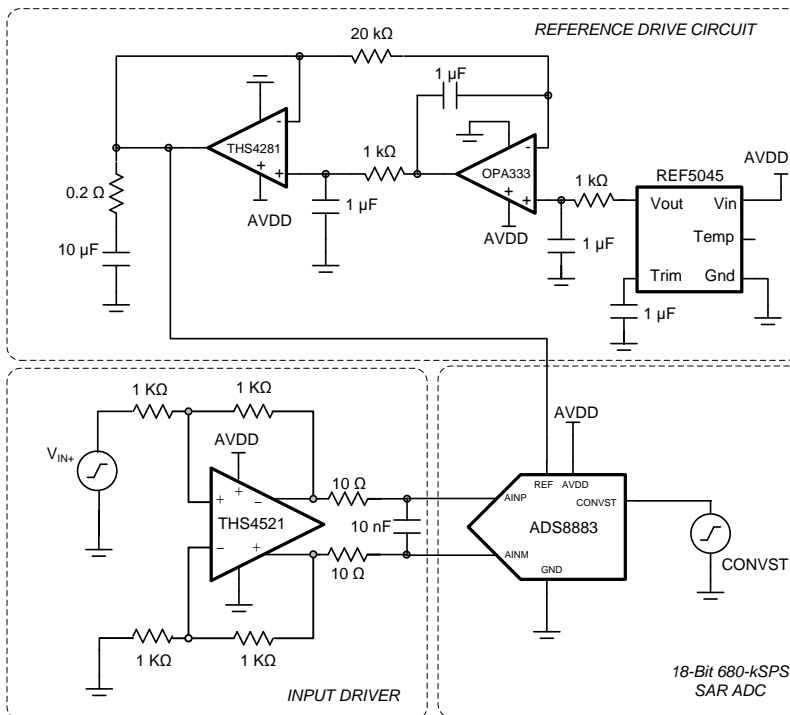 REFERENCE DRIVE CIRCUIT
20 kΩ
1 µF
-
THS4281
+
+
AVDD
1 kΩ
-
OPA333
+
+
AVDD
1 kΩ
REF5045
AVDD
Vout
Vin
Temp
Trim
Gnd
0.2 Ω
10 µF
1 µF
1 µF
1 µF
1 KΩ
1 KΩ
VIN+
AVDD
+
+
−
THS4521
−
+
10 Ω
10 nF
10 Ω
1 KΩ
1 KΩ
INPUT DRIVER
AVDD
REF
AVDD
AINP
CONVST
ADS8883
AINM
GND
CONVST
18-Bit 680-kSPS
SAR ADC